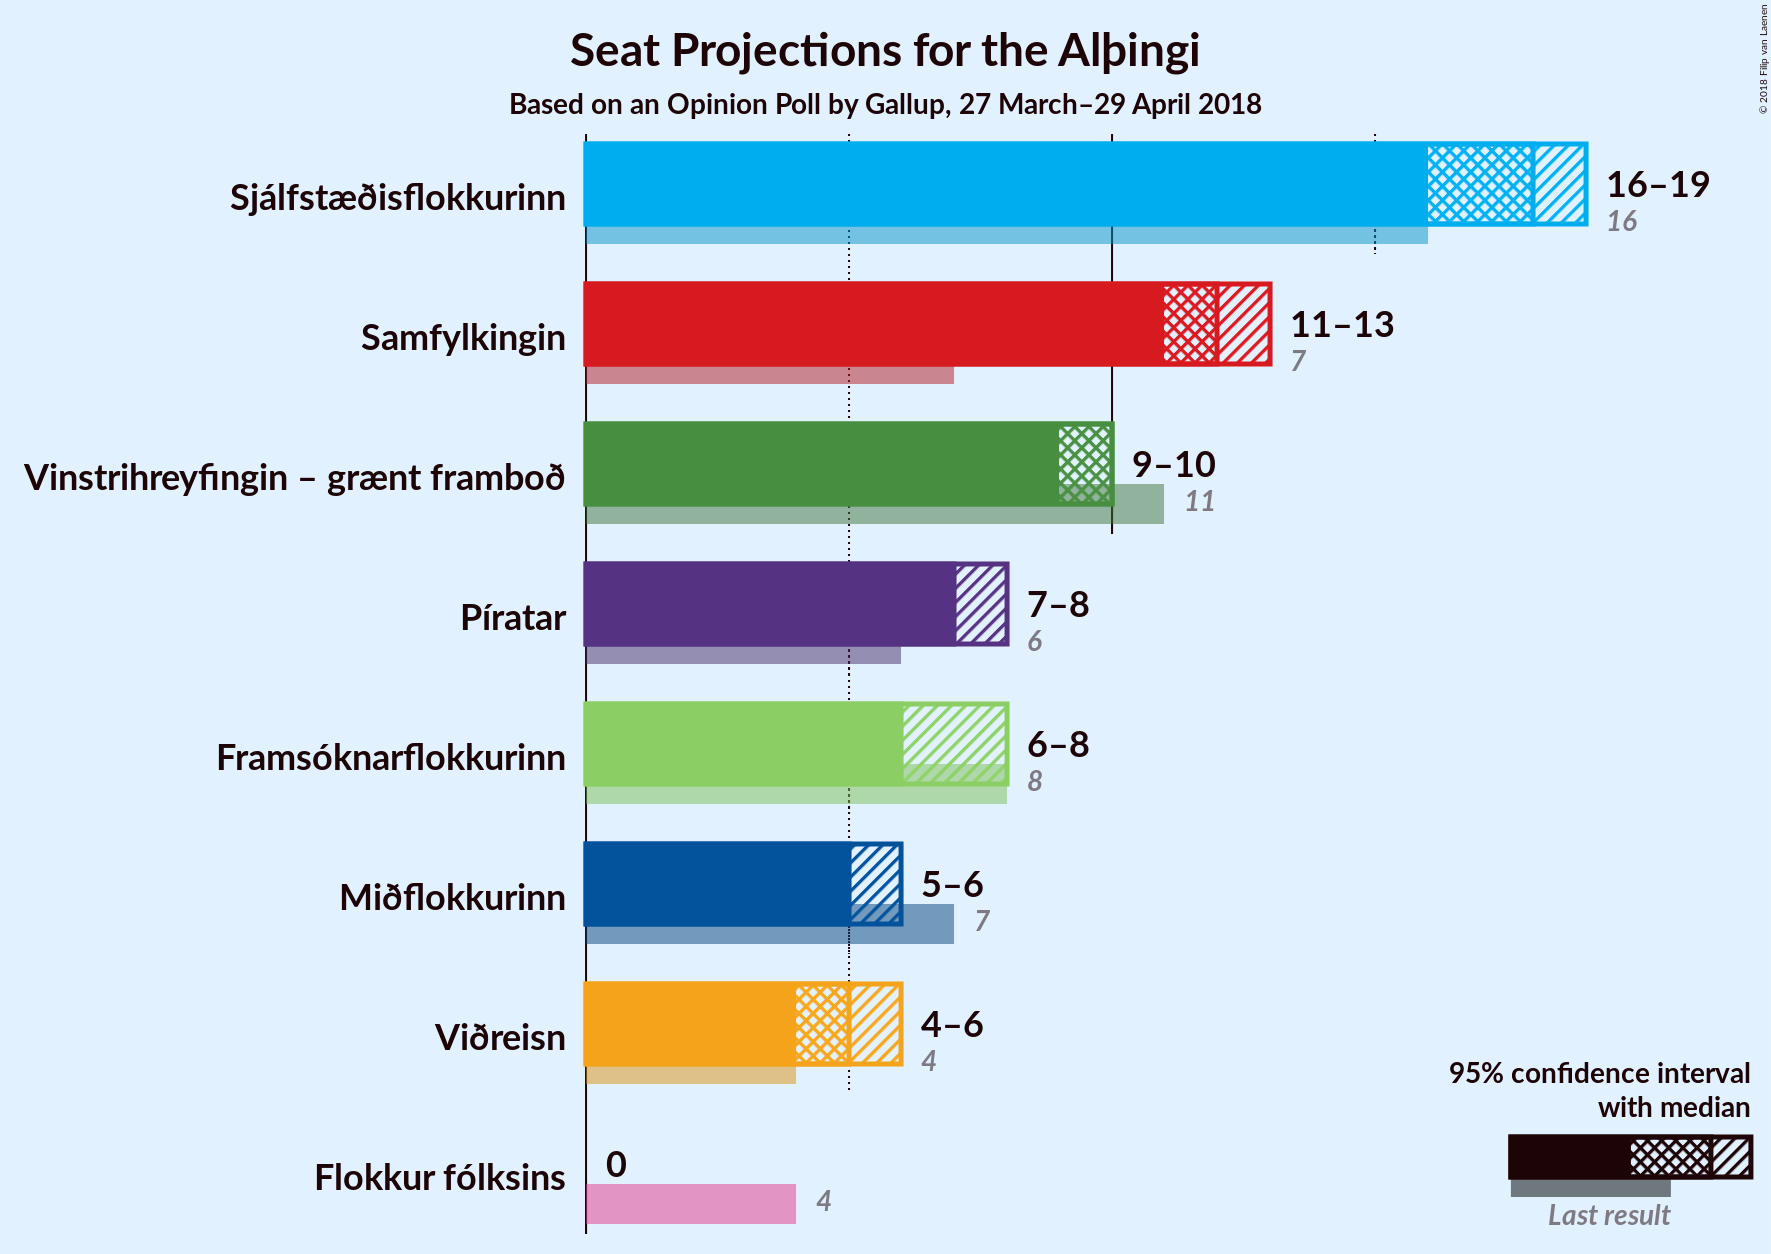 Seat Projections for the Alþingi
Based on an Opinion Poll by Gallup, 27 March–29 April 2018
© 2018 Filip van Laenen
Sjálfstæðisflokkurinn
16–19
16
Samfylkingin
11–13
7
Vinstrihreyfingin – grænt framboð
9–10
11
Píratar
7–8
6
Framsóknarflokkurinn
6–8
8
Miðflokkurinn
5–6
7
Viðreisn
4–6
4
Flokkur fólksins
0
4
95% confidence interval
with median
Last result